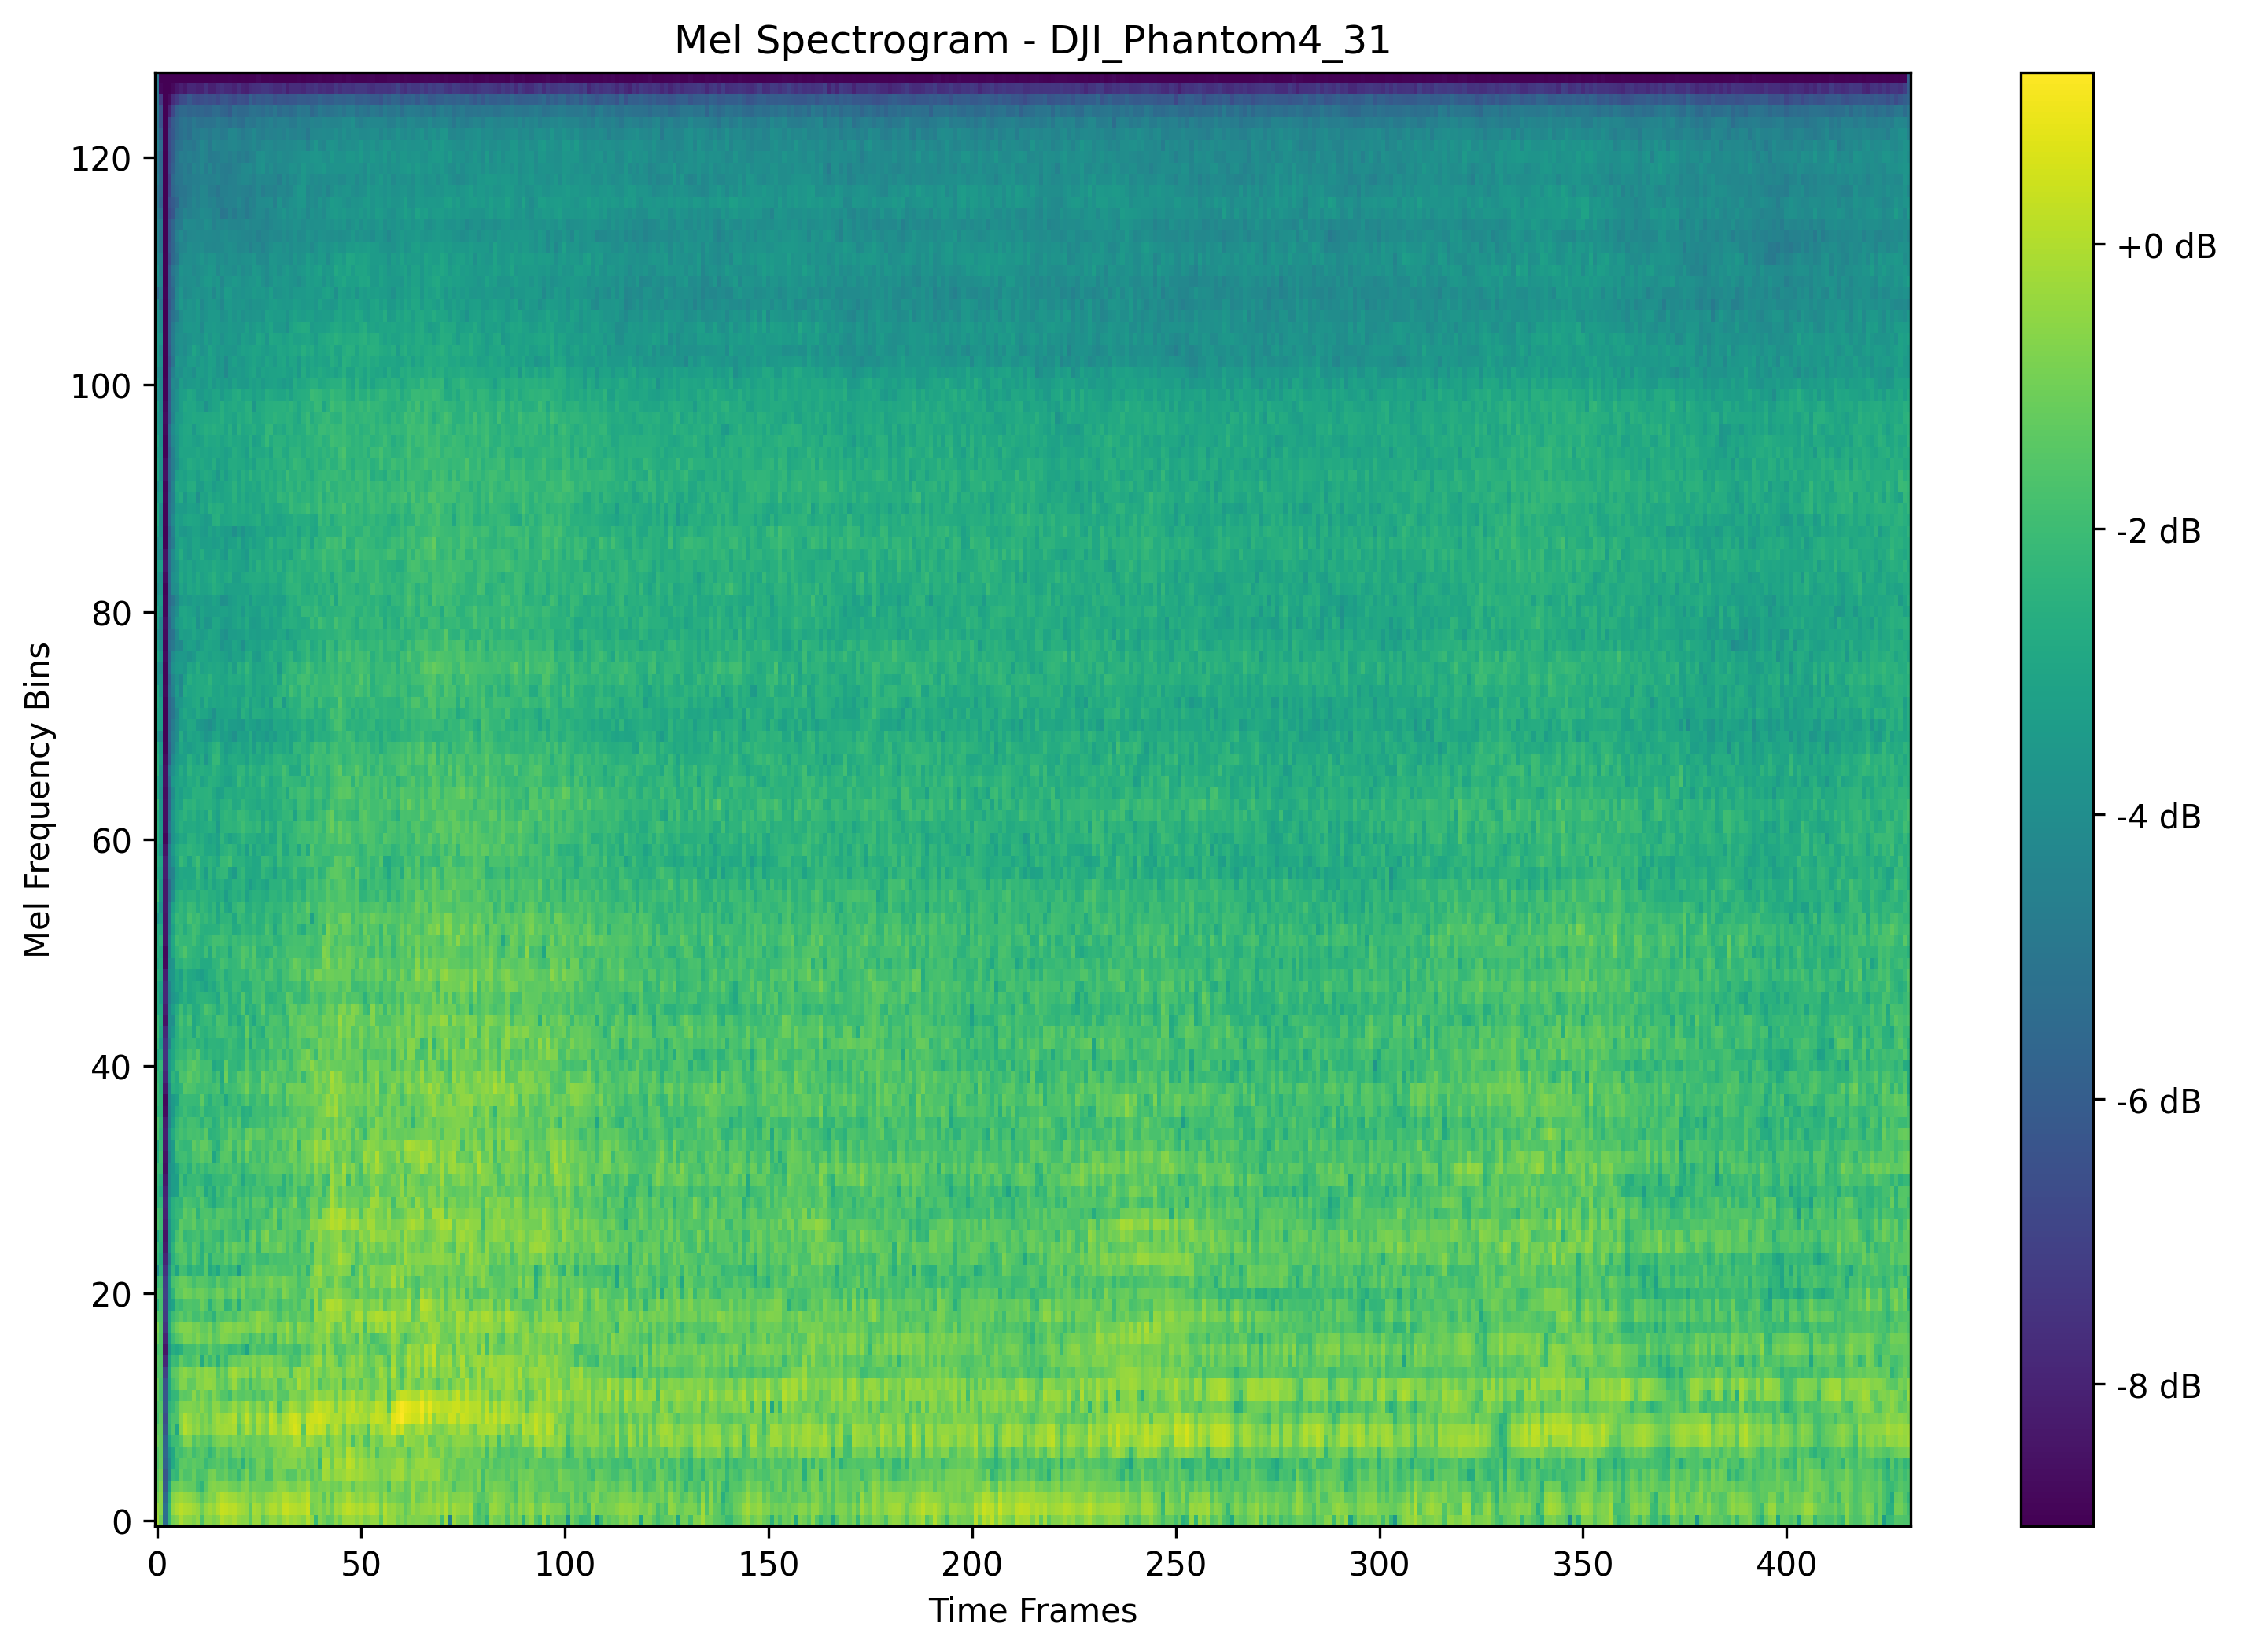 Mel Spectrogram - DJI_Phantom4_31
Mel Frequency Bins
120
100
80
60
40
20
0
0 50 100 150 200 250 300 350 400
Time Frames
+0 dB
-2 dB
-4 dB
-6 dB
-8 dB